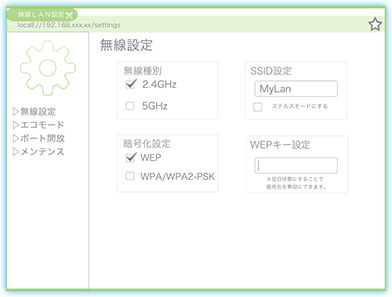 無線LAN設定
locall://192.168.xxx.xx/settings
無線設定
▷無線設定
▷エコモード
▷ポート開放
▷メンテンス
無線種別
2.4GHz
5GHz
SSID設定
MyLan
ステルスモードにする
暗号化設定
WEP
WPA/WPA2-PSK
WEPキー設定
※空白状態にすることで
暗号化を無効にできます。